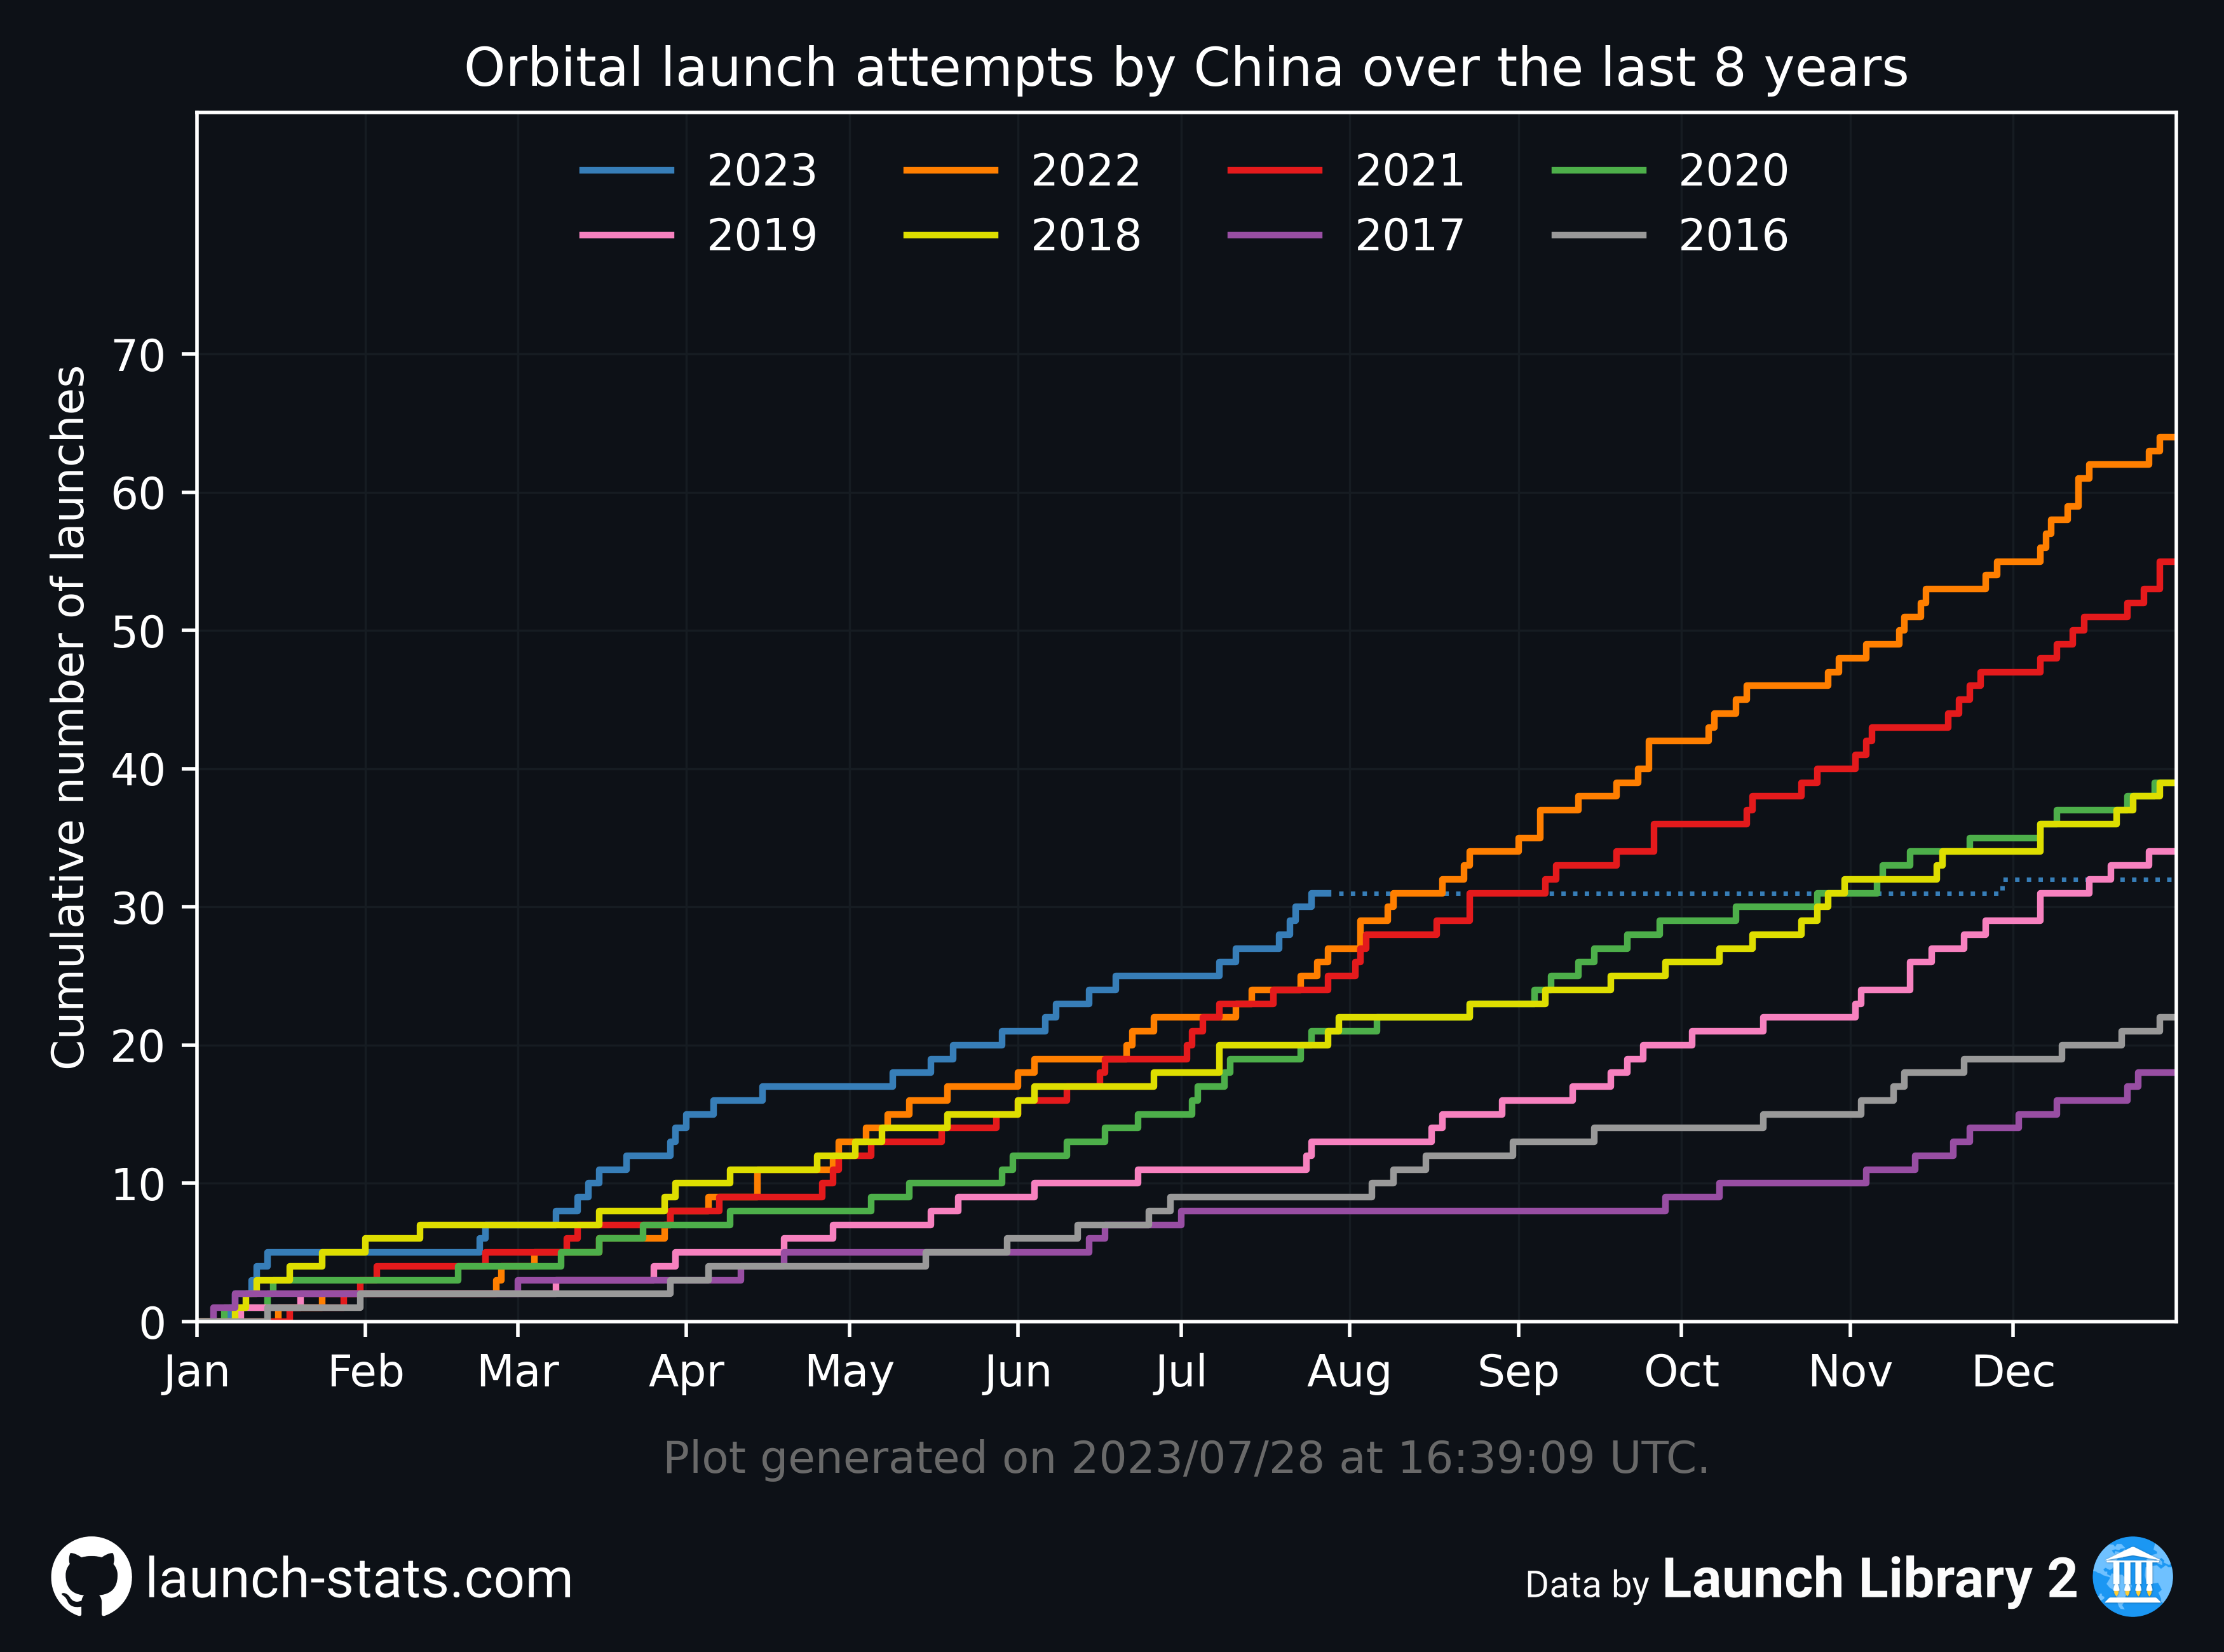 Orbital launch attempts by China over the last 8 years
2023 2022 2021 2020
2019 2018 2017 2016
Cumulative number of launches
70
60
50
40
30
20
10
0
Jan Feb Mar Apr May Jun Jul Aug Sep Oct Nov Dec
Plot generated on 2023/07/28 at 16:39:09 UTC.
launch-stats.com
Data by Launch Library 2